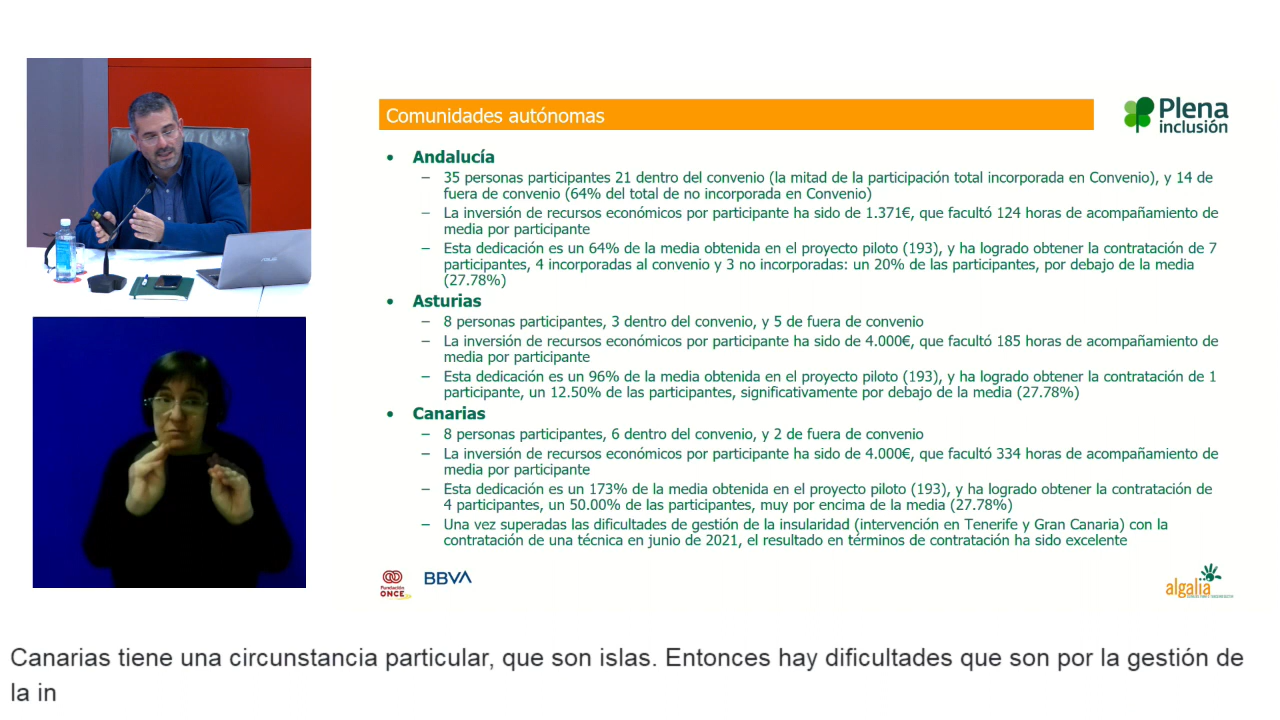 Comunidades autónomas
Plena
inclusión
• Andalucía
– 35 personas participantes 21 dentro del convenio (la mitad de la participación total incorporada en Convenio), y 14 de
fuera de convenio (64% del total de no incorporada en Convenio)
– La inversión de recursos económicos por participante ha sido de 1.371€, que facultó 124 horas de acompañamiento de
media por participante
– Esta dedicación es un 64% de la media obtenida en el proyecto piloto (193), y ha logrado obtener la contratación de 7
participantes, 4 incorporadas al convenio y 3 no incorporadas: un 20% de las participantes, por debajo de la media
(27.78%)
• Asturias
– 8 personas participantes, 3 dentro del convenio, y 5 de fuera de convenio
– La inversión de recursos económicos por participante ha sido de 4.000€, que facultó 185 horas de acompañamiento de
media por participante
– Esta dedicación es un 96% de la media obtenida en el proyecto piloto (193), y ha logrado obtener la contratación de 1
participante, un 12.50% de las participantes, significativamente por debajo de la media (27.78%)
• Canarias
– 8 personas participantes, 6 dentro del convenio, y 2 de fuera de convenio
– La inversión de recursos económicos por participante ha sido de 4.000€, que facultó 334 horas de acompañamiento de
media por participante
– Esta dedicación es un 173% de la media obtenida en el proyecto piloto (193), y ha logrado obtener la contratación de
4 participantes, un 50.00% de las participantes, muy por encima de la media (27.78%)
– Una vez superadas las dificultades de gestión de la insularidad (intervención en Tenerife y Gran Canaria) con la
contratación de una técnica en junio de 2021, el resultado en términos de contratación ha sido excelente
Fundación
ONCE
BBVA
algalia
Canarias tiene una circunstancia particular, que son islas. Entonces hay dificultades que son por la gestión de
la in